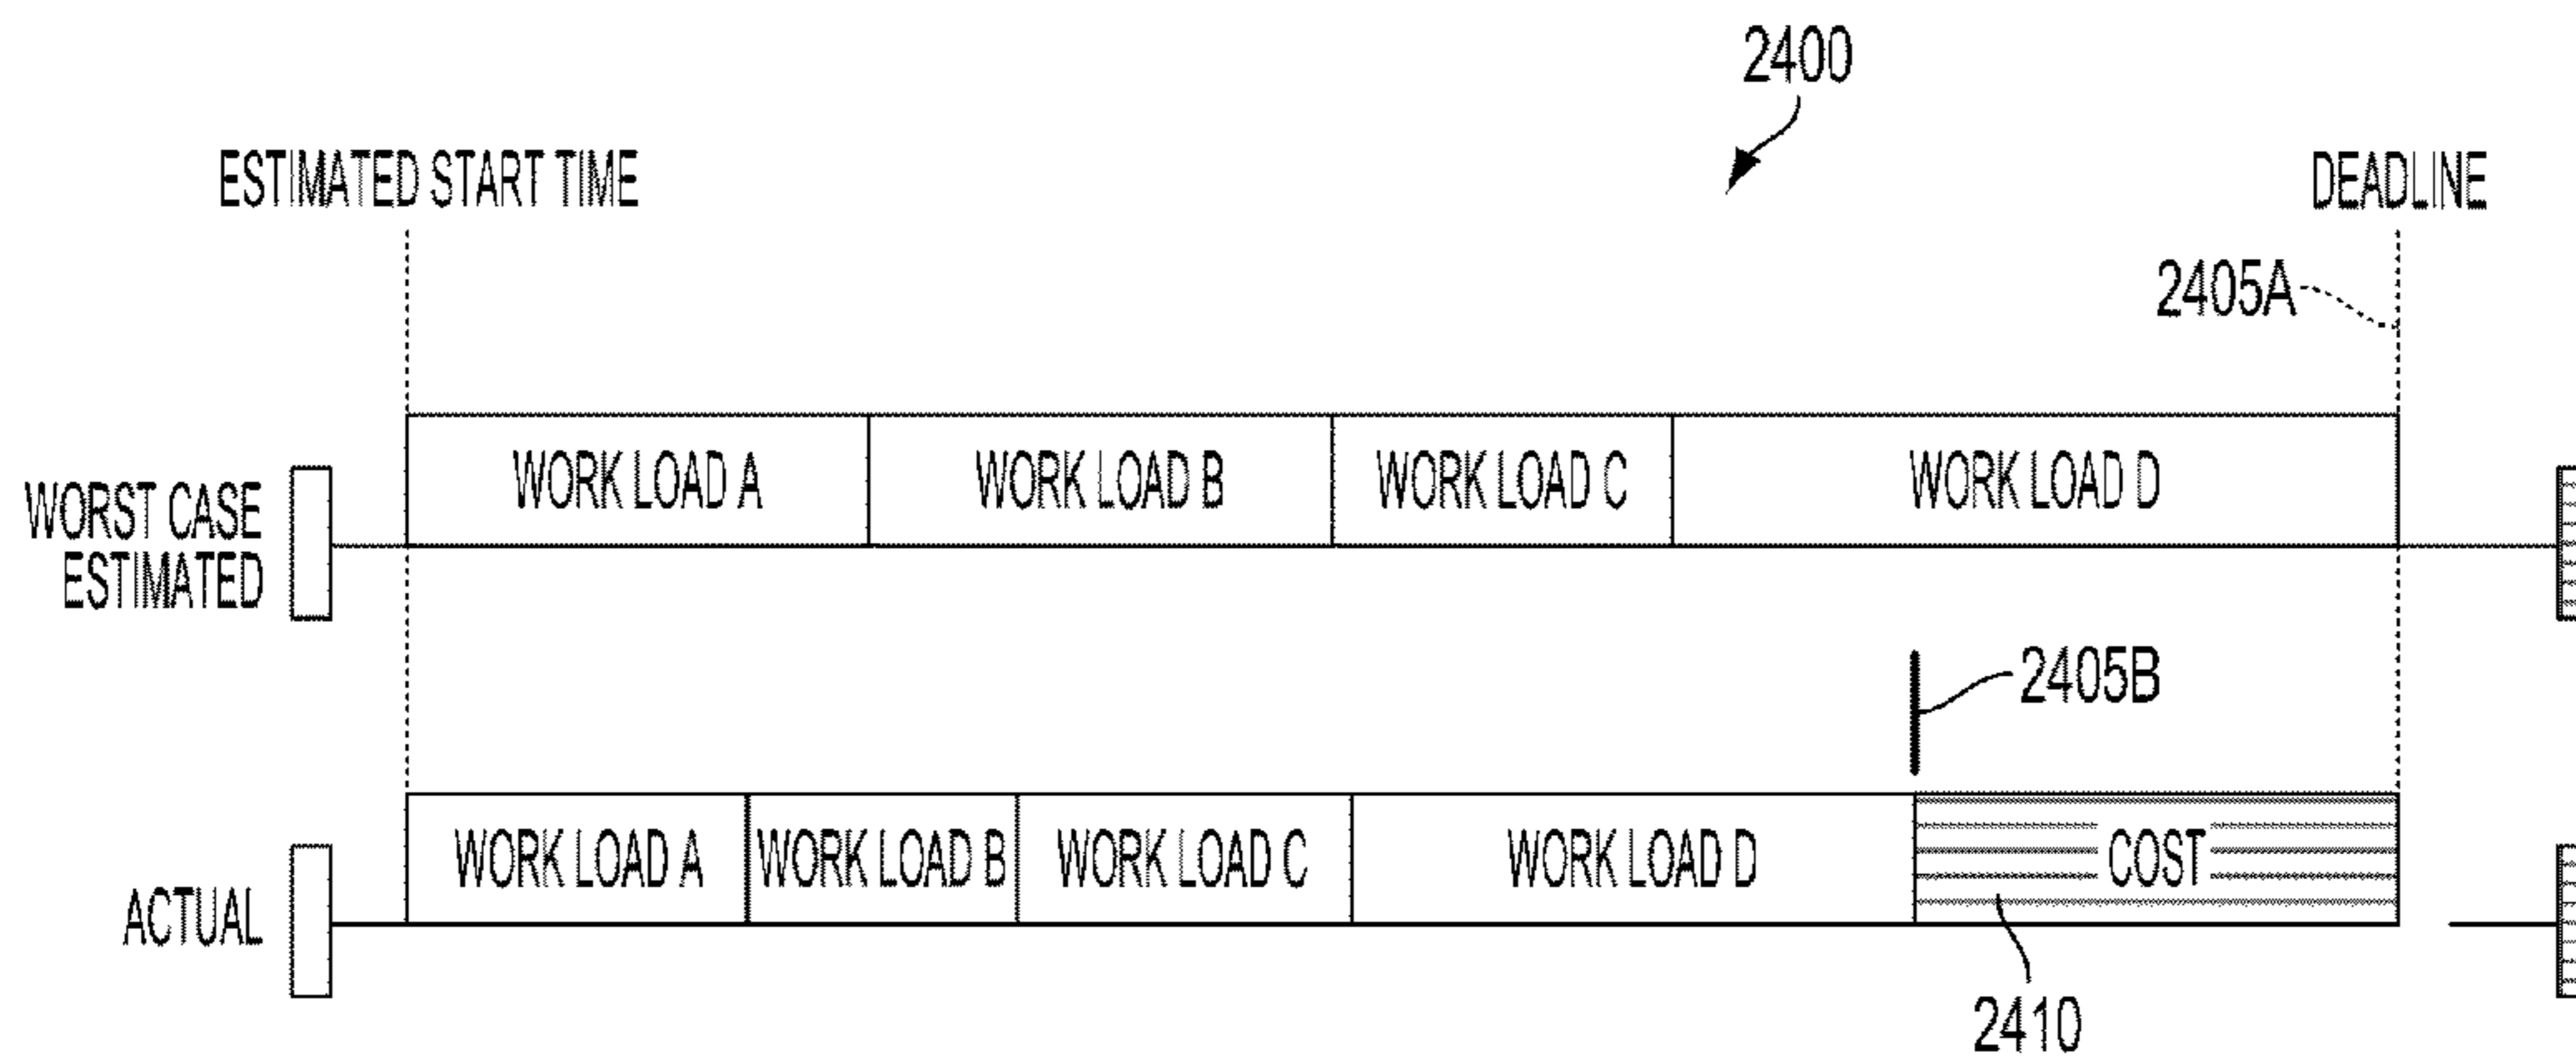 2400
ESTIMATED START TIME
DEADLINE
2405A
WORST CASE
ESTIMATED
WORK LOAD A
WORK LOAD B
WORK LOAD C
WORK LOAD D
2405B
ACTUAL
WORK LOAD A
WORK LOAD B
WORK LOAD C
WORK LOAD D
COST
2410